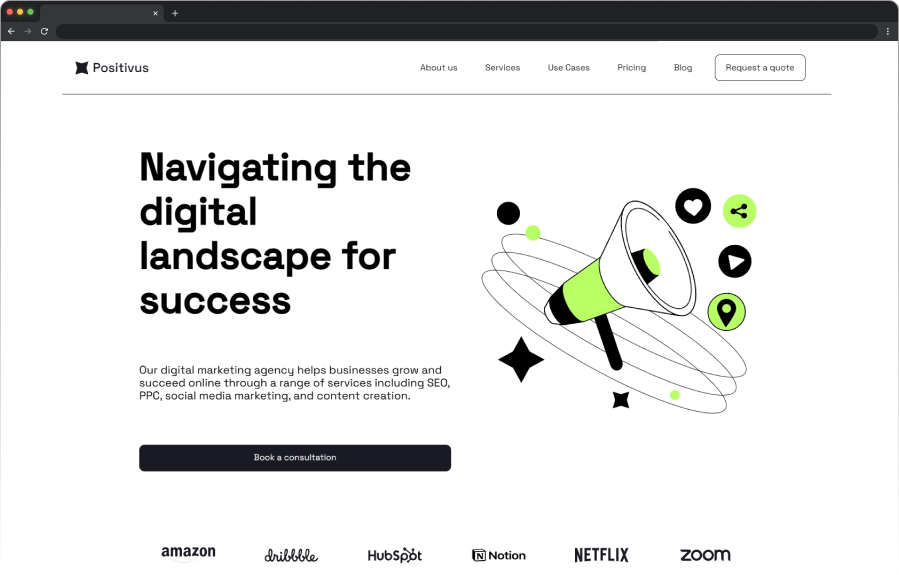 Positivus
About us
Services
Use Cases
Pricing
Blog
Request a quote
Navigating the
digital
landscape for
success
Our digital marketing agency helps businesses grow and
succeed online through a range of services including SEO,
PPC, social media marketing, and content creation.
Book a consultation
amazon
dribbble
HubSpot
Notion
NETFLIX
zoom